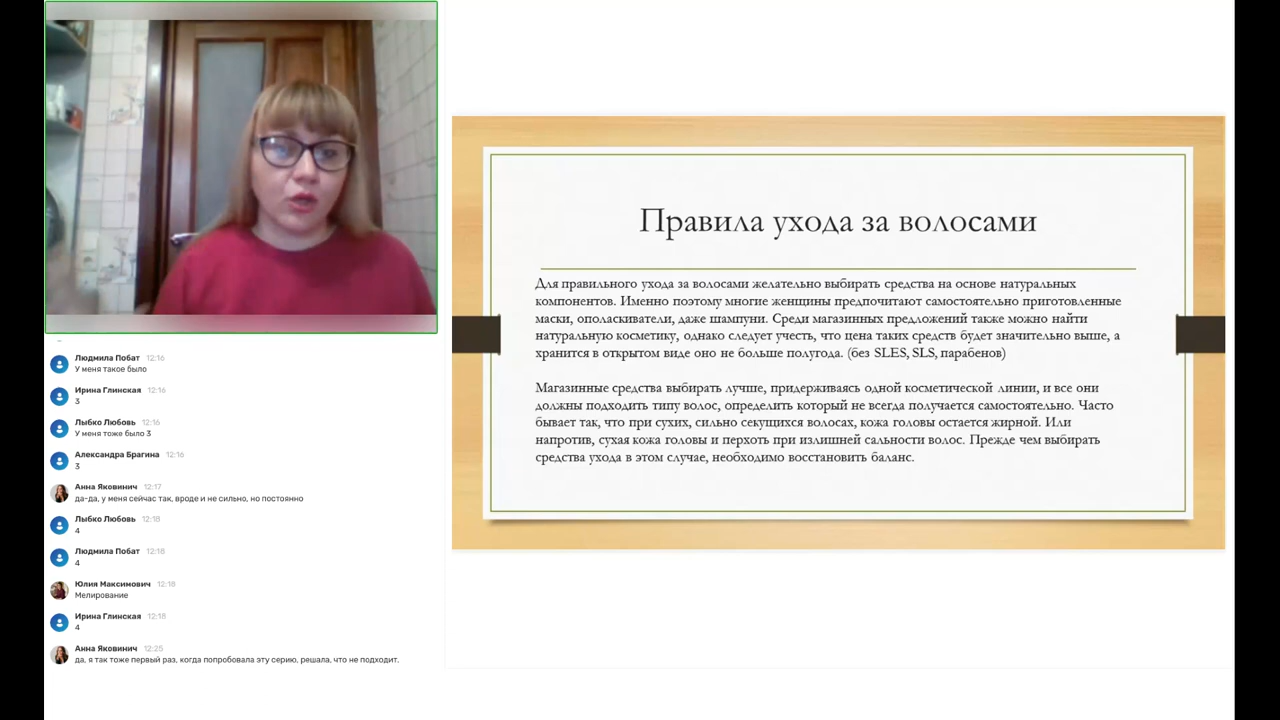 Людмила Побат 12:16
У меня такое было
Ирина Глинская 12:16
3
Лыбко Любовь 12:16
У меня тоже было 3
Александра Брагина 12:16
3
Анна Яковинич 12:17
да-да, у меня сейчас так, вроде и не сильно, но постоянно
Лыбко Любовь 12:18
4
Людмила Побат 12:18
4
Юлия Максимович 12:18
Мелирование
Ирина Глинская 12:18
4
Анна Яковинич 12:25
да, я так тоже первый раз, когда попробовала эту серию, решала, что не подходит.
Правила ухода за волосами
Для правильного ухода за волосами желательно выбирать средства на основе натуральных
компонентов. Именно поэтому многие женщины предпочитают самостоятельно приготовленные
маски, ополаскиватели, даже шампуни. Среди магазинных предложений также можно найти
натуральную косметику, однако следует учесть, что цена таких средств будет значительно выше, а
хранится в открытом виде оно не больше полугода. (без SLES, SLS, парабенов)
Магазинные средства выбирать лучше, придерживаясь одной косметической линии, и все они
должны подходить типу волос, определить который не всегда получается самостоятельно. Часто
бывает так, что при сухих, сильно секущихся волосах, кожа головы остается жирной. Или
напротив, сухая кожа головы и перхоть при излишней сальности волос. Прежде чем выбирать
средства ухода в этом случае, необходимо восстановить баланс.